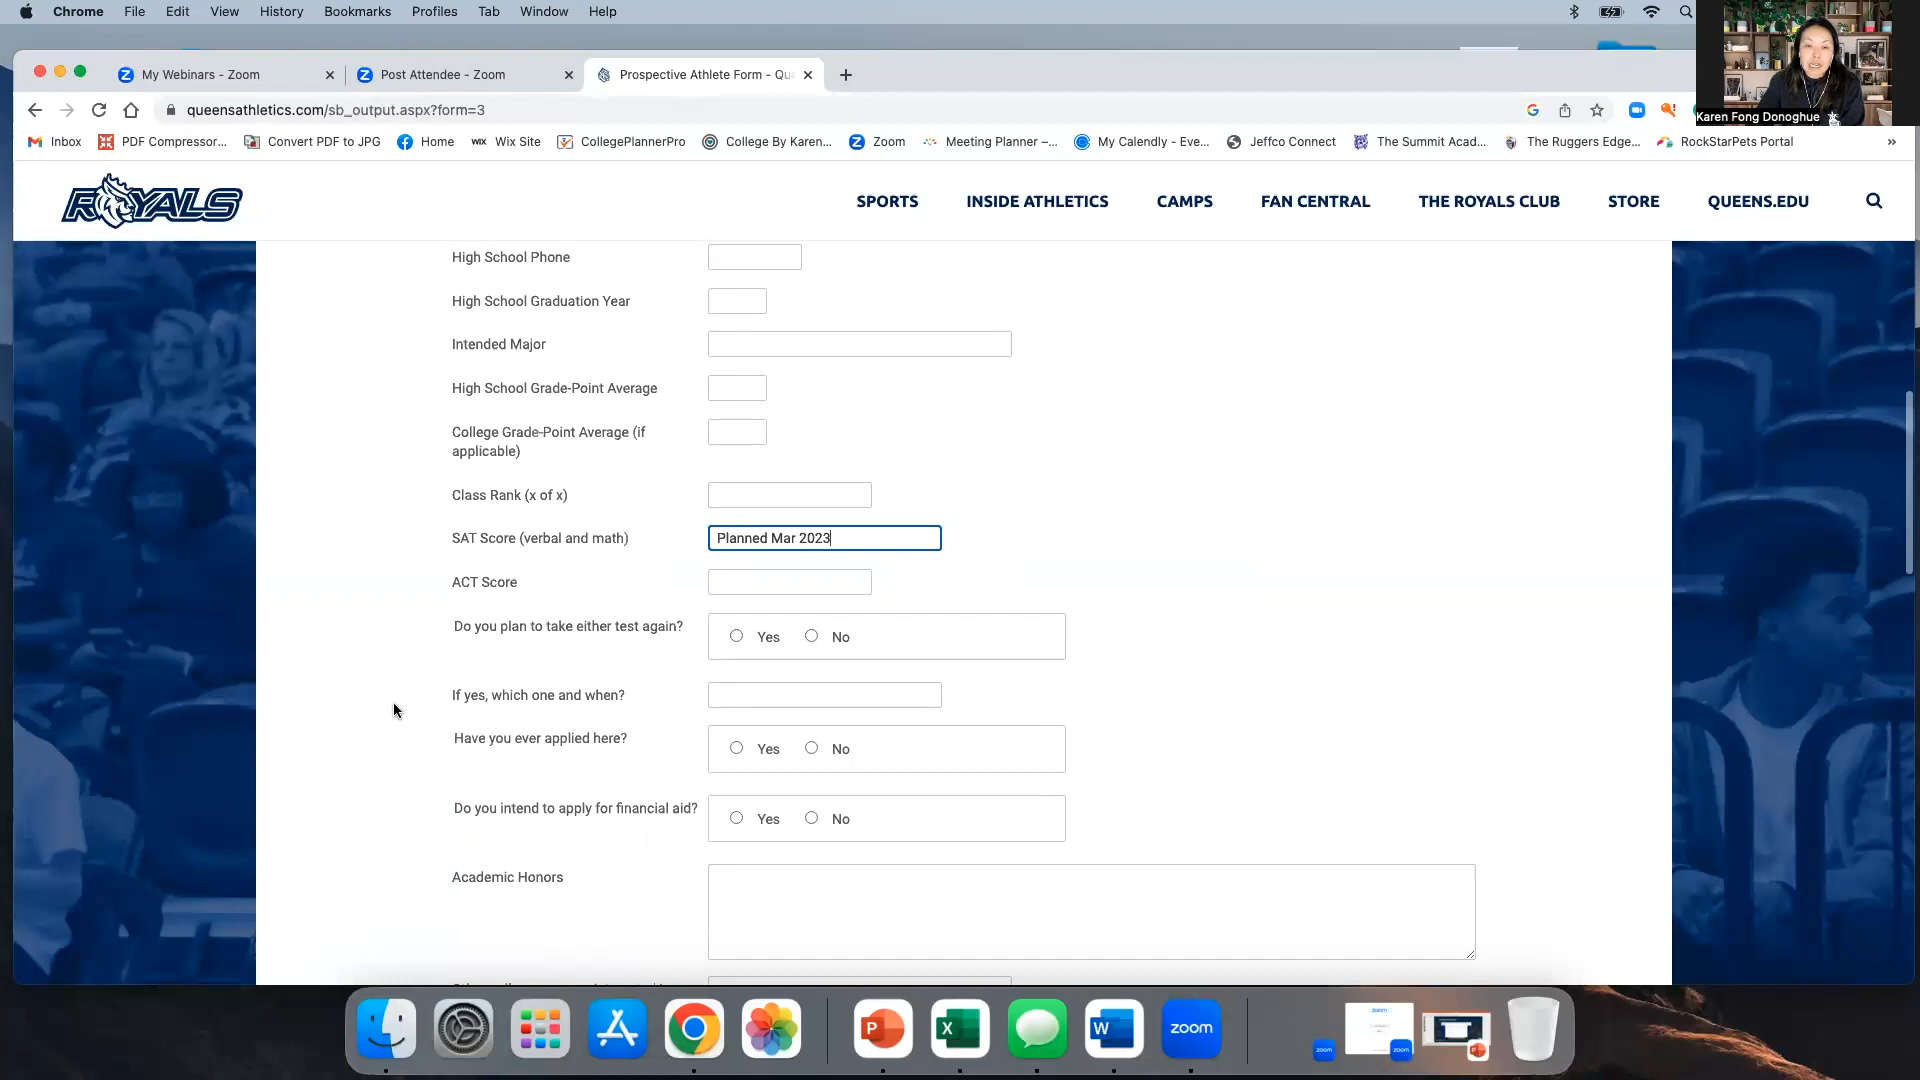 Chrome File Edit View History Bookmarks Profiles Tab Window Help
My Webinars - Zoom
Post Attendee - Zoom
Prospective Athlete Form - Qu
queensathletics.com/sb_output.aspx?form=3
Karen Fong Donoghue
Inbox PDF Compressor... Convert PDF to JPG Home WIX Wix Site CollegePlannerPro College By Karen... Zoom Meeting Planner –... My Calendly - Eve... Jeffco Connect The Summit Acad... The Ruggers Edge... RockStarPets Portal »
ROYALS
SPORTS INSIDE ATHLETICS CAMPS FAN CENTRAL THE ROYALS CLUB STORE QUEENS.EDU
High School Phone
High School Graduation Year
Intended Major
High School Grade-Point Average
College Grade-Point Average (if
applicable)
Class Rank (x of x)
SAT Score (verbal and math) Planned Mar 2023
ACT Score
Do you plan to take either test again? Yes No
If yes, which one and when?
Have you ever applied here? Yes No
Do you intend to apply for financial aid? Yes No
Academic Honors
P X W zoom
zoom zoom zoom P